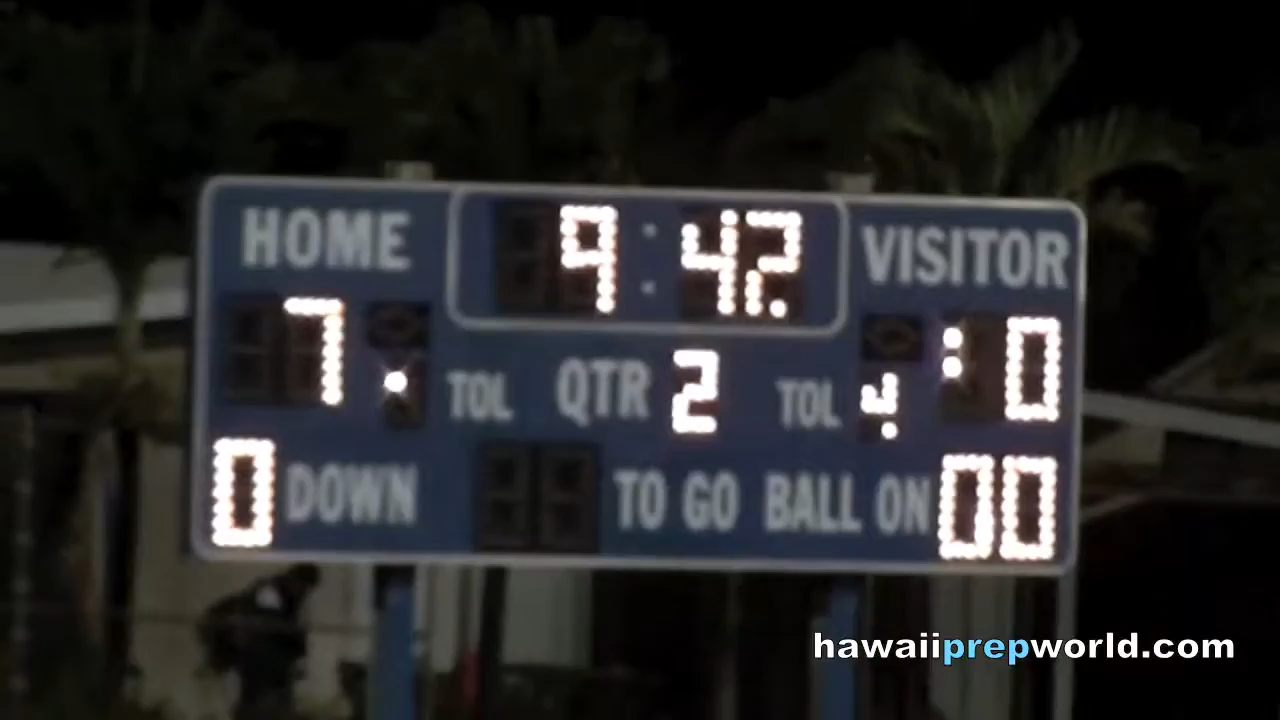 HOME 9:42 VISITOR
7 TOL QTR 2 TOL 0
0 DOWN TO GO BALL ON 00
hawaiiprepworld.com